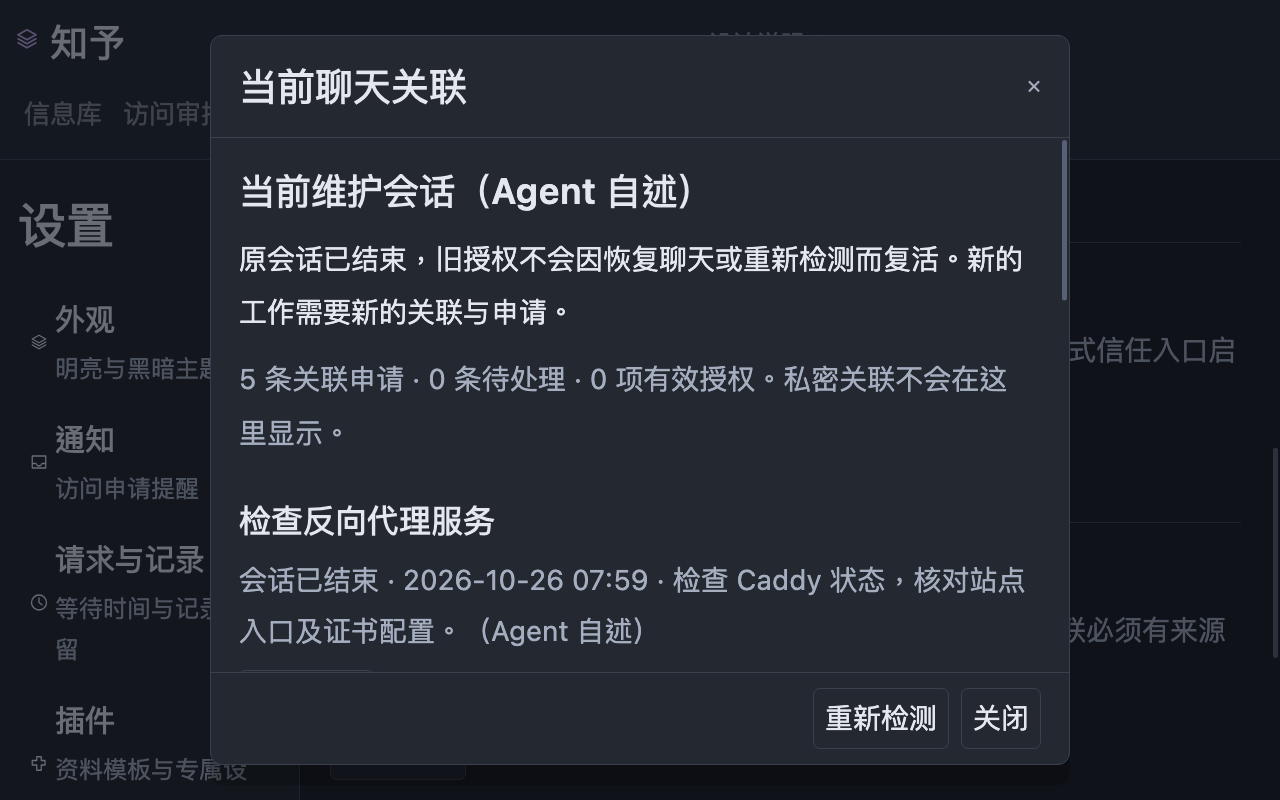 知予
信息库 访问审批
设置
外观
明亮与黑暗主题
通知
访问申请提醒
请求与记录
等待时间与记录
留
插件
资料模板与专属设
当前聊天关联
×
当前维护会话（Agent 自述）
原会话已结束，旧授权不会因恢复聊天或重新检测而复活。新的
工作需要新的关联与申请。
5 条关联申请 · 0 条待处理 · 0 项有效授权。私密关联不会在这
里显示。
检查反向代理服务
会话已结束 · 2026-10-26 07:59 · 检查 Caddy 状态，核对站点
入口及证书配置。（Agent 自述）
重新检测 关闭
式信任入口启
联必须有来源